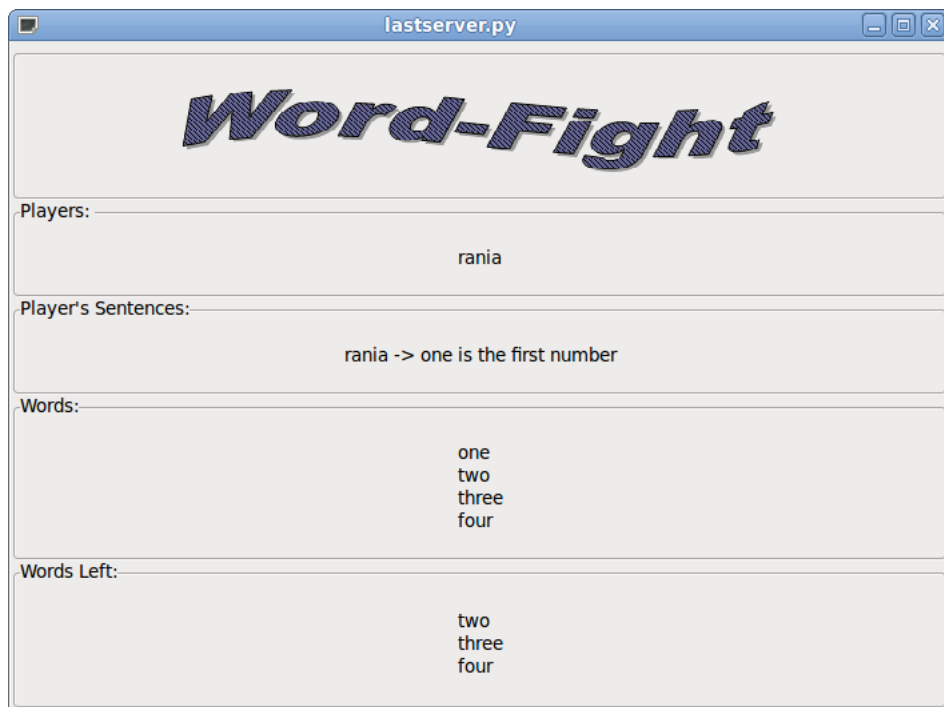 lastserver.py
Word-Fight
Players:
rania
Player's Sentences:
rania -> one is the first number
Words:
one
two
three
four
Words Left:
two
three
four